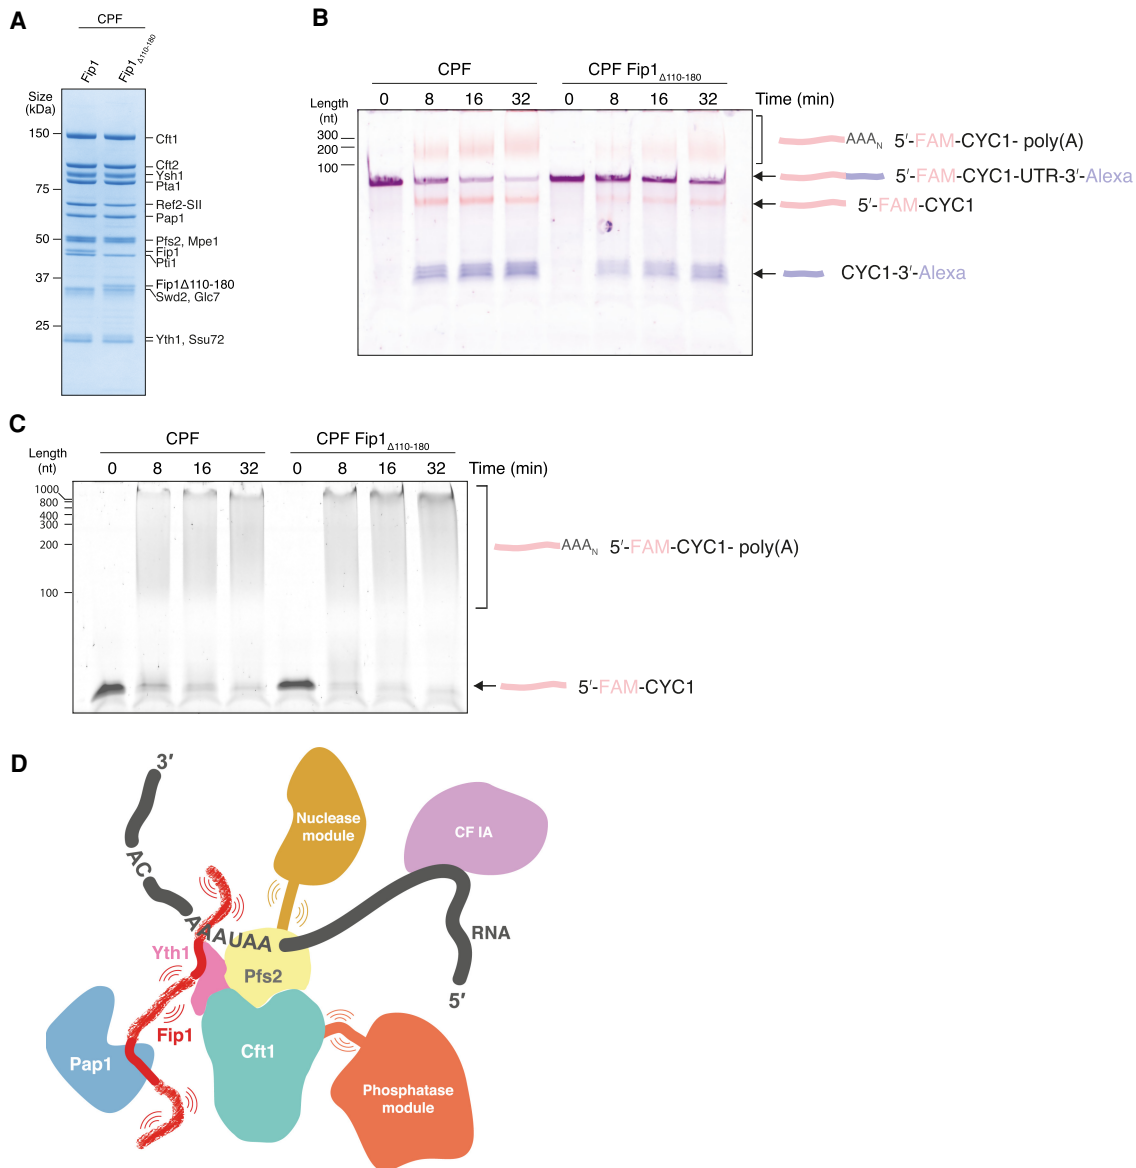 A
CPF
Fip1
Fip1Δ110-180
Size
(kDa)
150
75
50
37
25
Cft1
Cft2
Ysh1
Pta1
Ref2-SII
Pap1
Pfs2, Mpe1
Fip1
Pti1
Fip1Δ110-180
Swd2, Glc7
Yth1, Ssu72
B
CPF
CPF Fip1Δ110-180
Length
(nt)
0 8 16 32 0 8 16 32 Time (min)
300
200
100
AAAN 5′-FAM-CYC1- poly(A)
5′-FAM-CYC1-UTR-3′-Alexa
5′-FAM-CYC1
CYC1-3′-Alexa
C
CPF
CPF Fip1Δ110-180
Length
(nt)
0 8 16 32 0 8 16 32 Time (min)
1000
800
400
300
200
100
AAAN 5′-FAM-CYC1- poly(A)
5′-FAM-CYC1
D
3′
AC
AAAUAA
Nuclease
module
CF IA
RNA
5′
Yth1
Pfs2
Fip1
Pap1
Cft1
Phosphatase
module